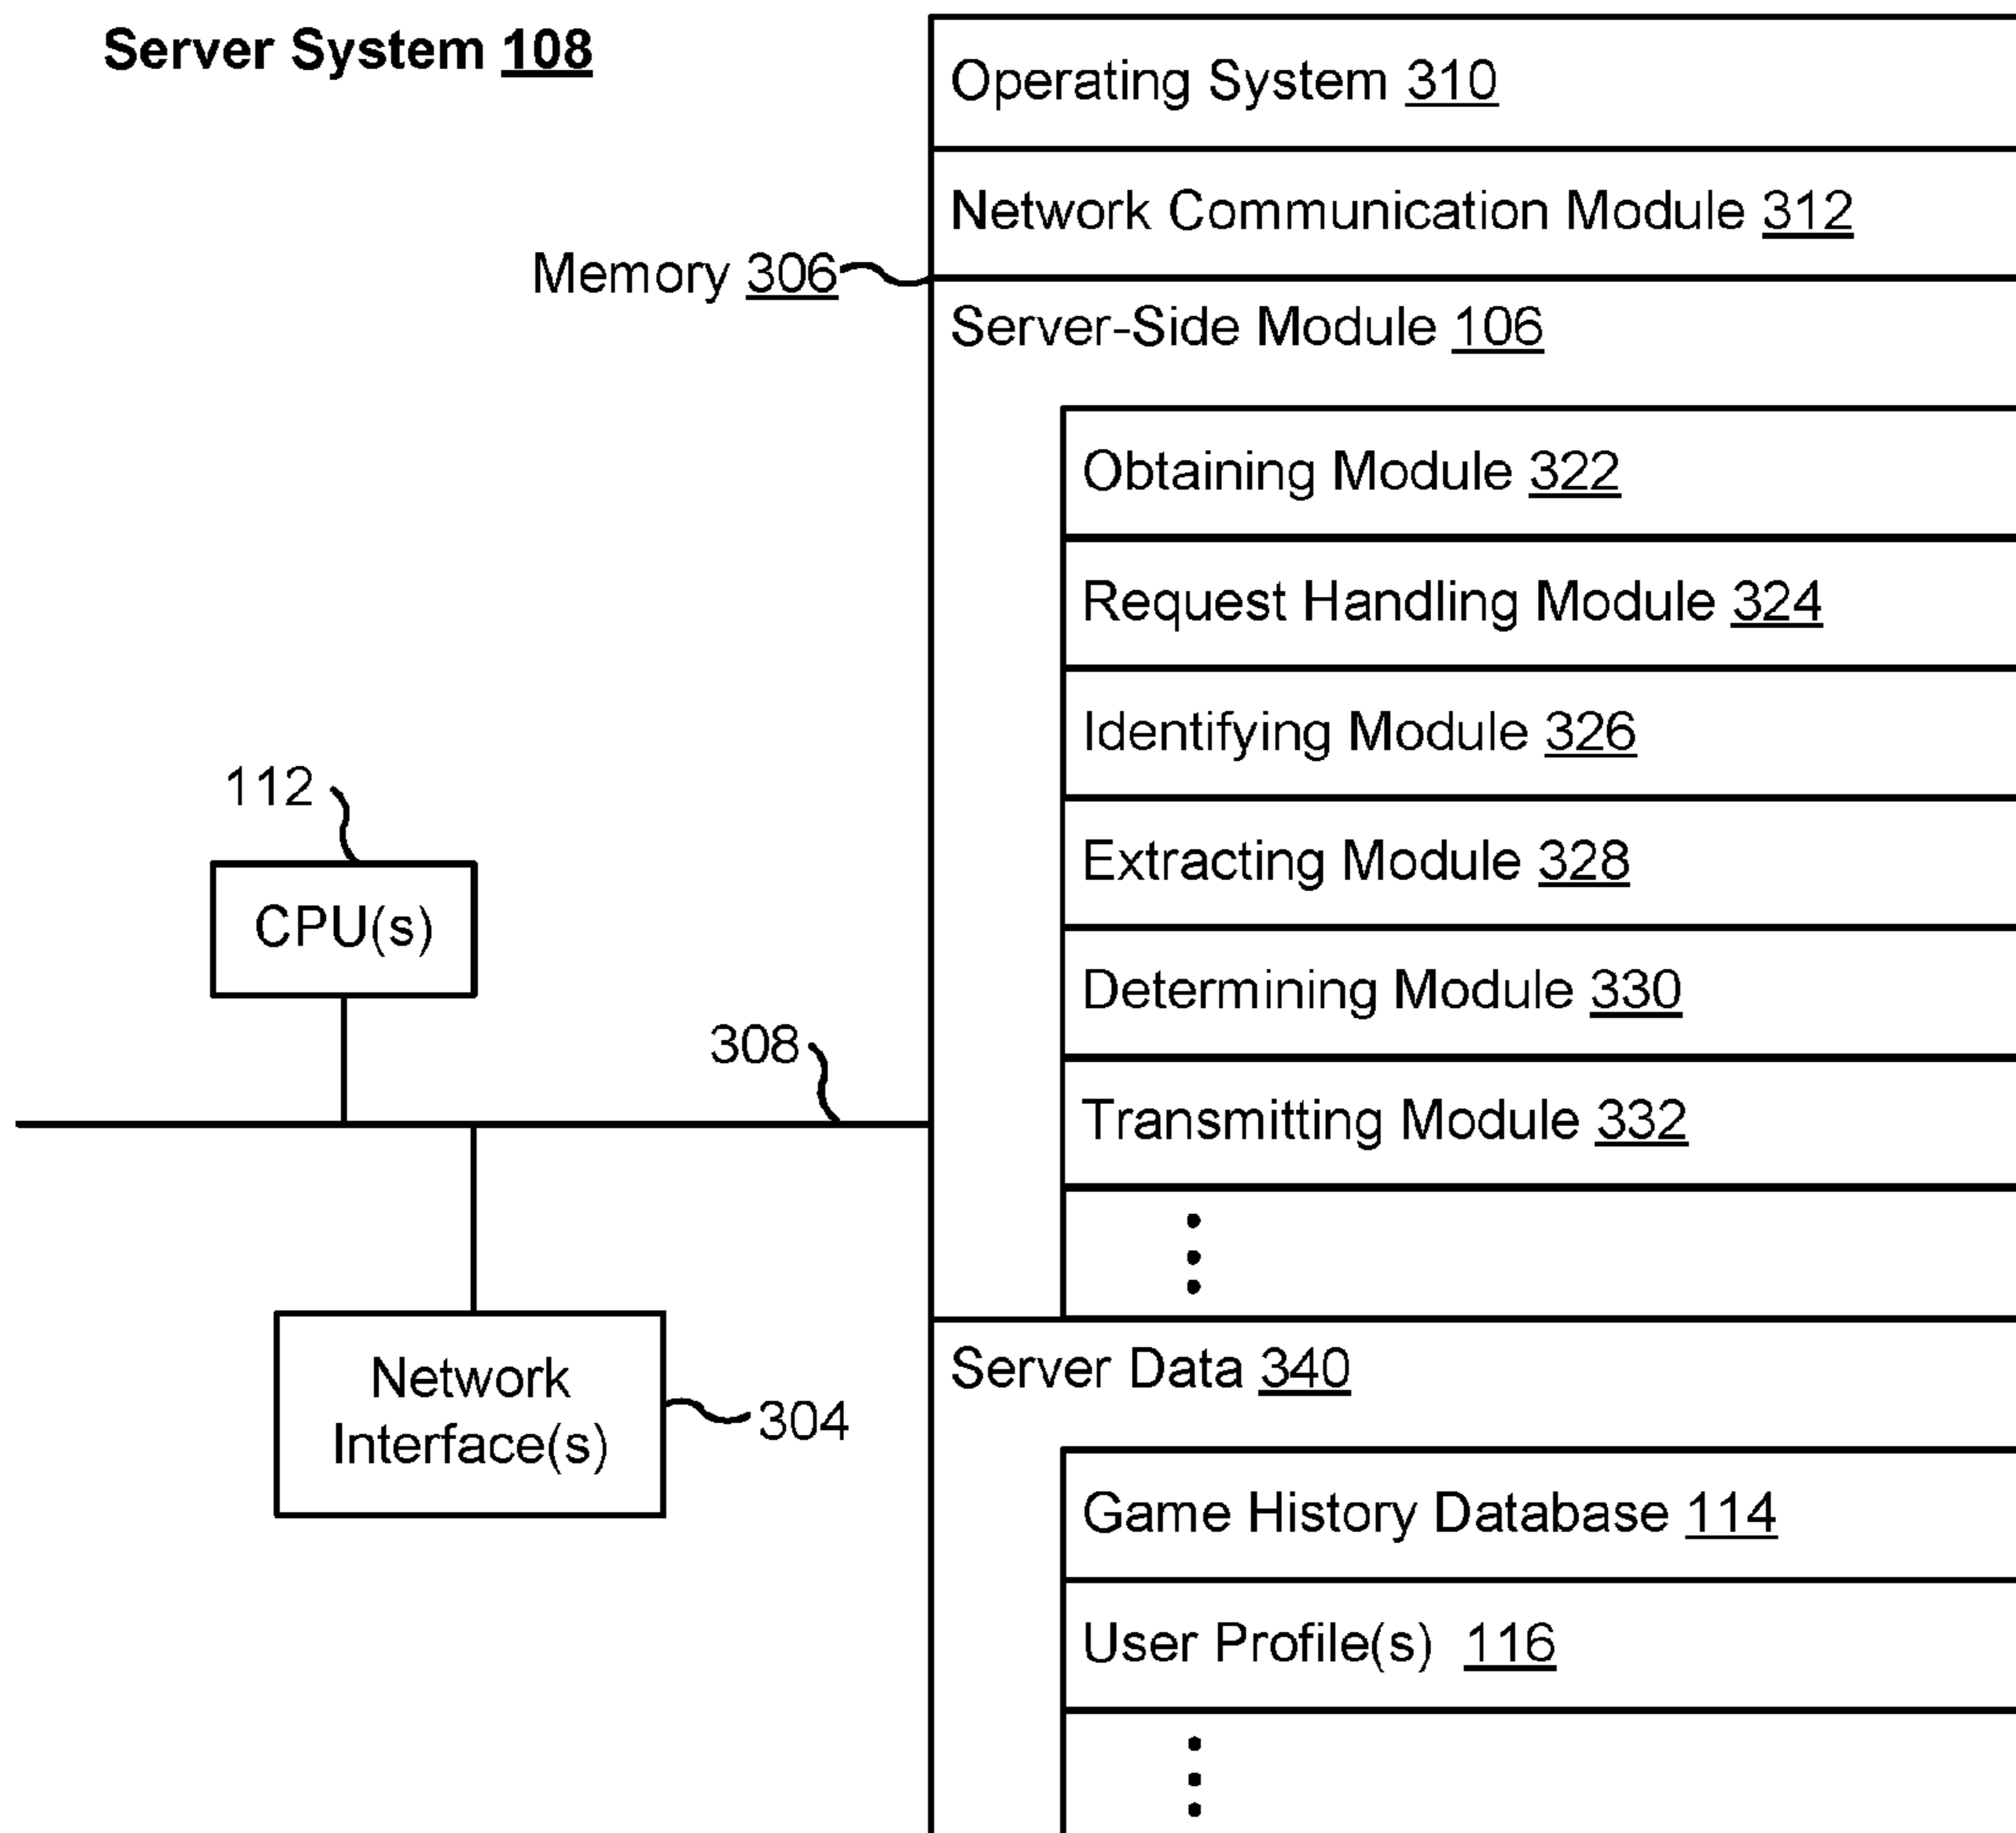 Server System 108
Operating System 310
Network Communication Module 312
Memory 306
Server-Side Module 106
Obtaining Module 322
Request Handling Module 324
Identifying Module 326
112
Extracting Module 328
CPU(s)
Determining Module 330
308
Transmitting Module 332
Server Data 340
Network
Interface(s)
304
Game History Database 114
User Profile(s) 116